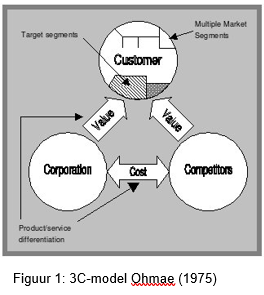 Multiple Market
Segments
Target segments
Customer
Value
Value
Corporation
Cost
Competitors
Product/service
differentiation
Figuur 1: 3C-model Ohmae (1975)